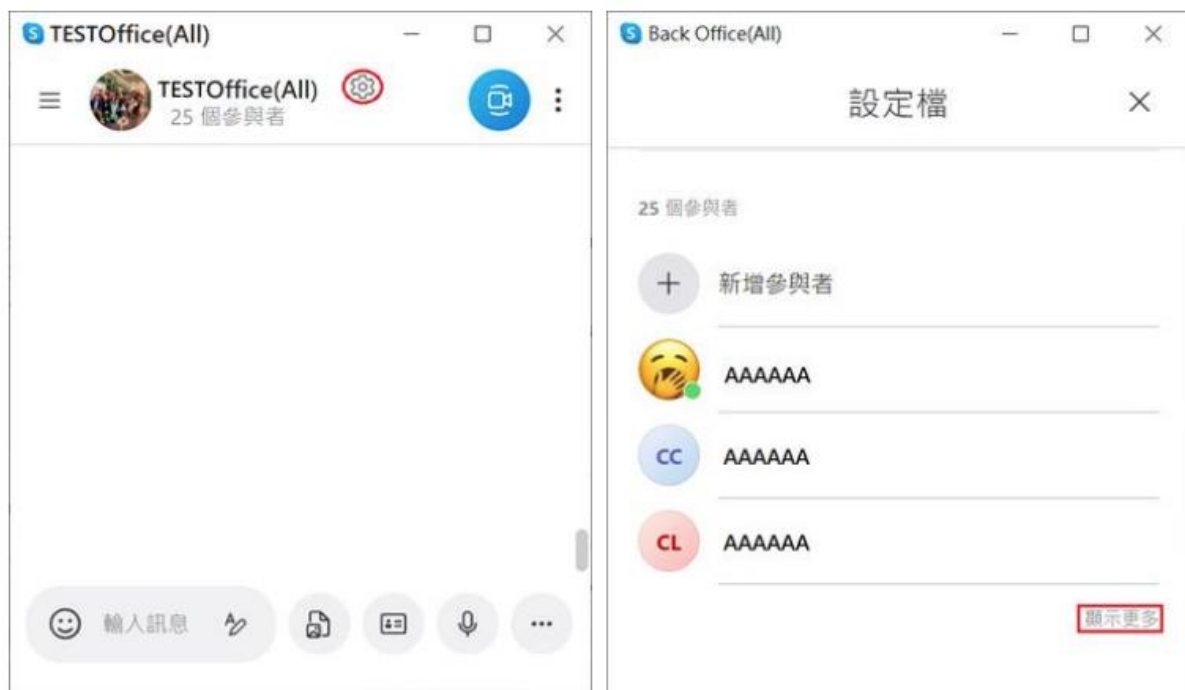 TESTOffice(All)
TESTOffice(All)
25 個參與者
輸入訊息
Back Office(All)
設定檔
25 個參與者
新增參與者
AAAAAA
CC
AAAAAA
CL
AAAAAA
顯示更多